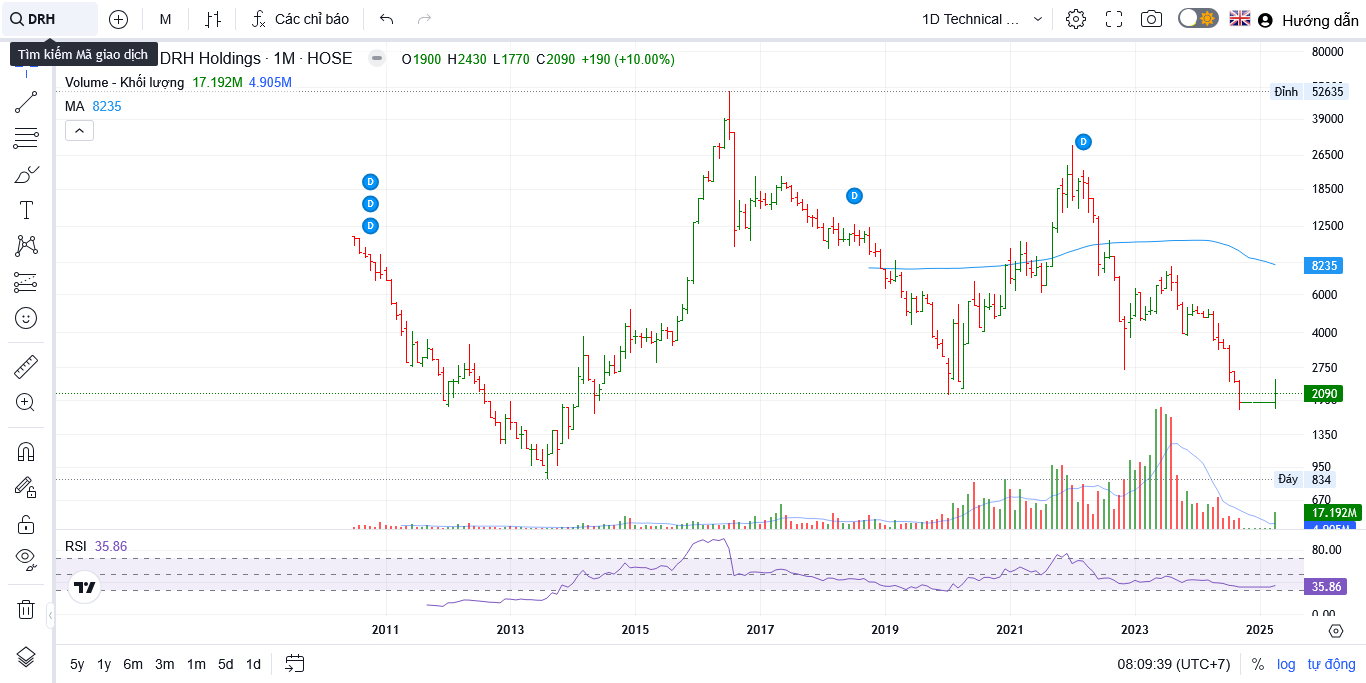 DRH
M
Các chỉ báo
1D Technical ...
Hướng dẫn
Tìm kiếm Mã giao dịch
DRH Holdings · 1M · HOSE
O1900 H2430 L1770 C2090 +190 (+10.00%)
Volume - Khối lượng 17.192M 4.905M
MA 8235
D
D
D
D
D
80000
Đỉnh 52635
39000
26500
18500
12500
8235
6000
4000
2750
2090
1350
950
Đáy 834
670
17.192M
4.905M
RSI 35.86
80.00
35.86
0.00
2011 2013 2015 2017 2019 2021 2023 2025
5y 1y 6m 3m 1m 5d 1d
08:09:39 (UTC+7)
% log tự động